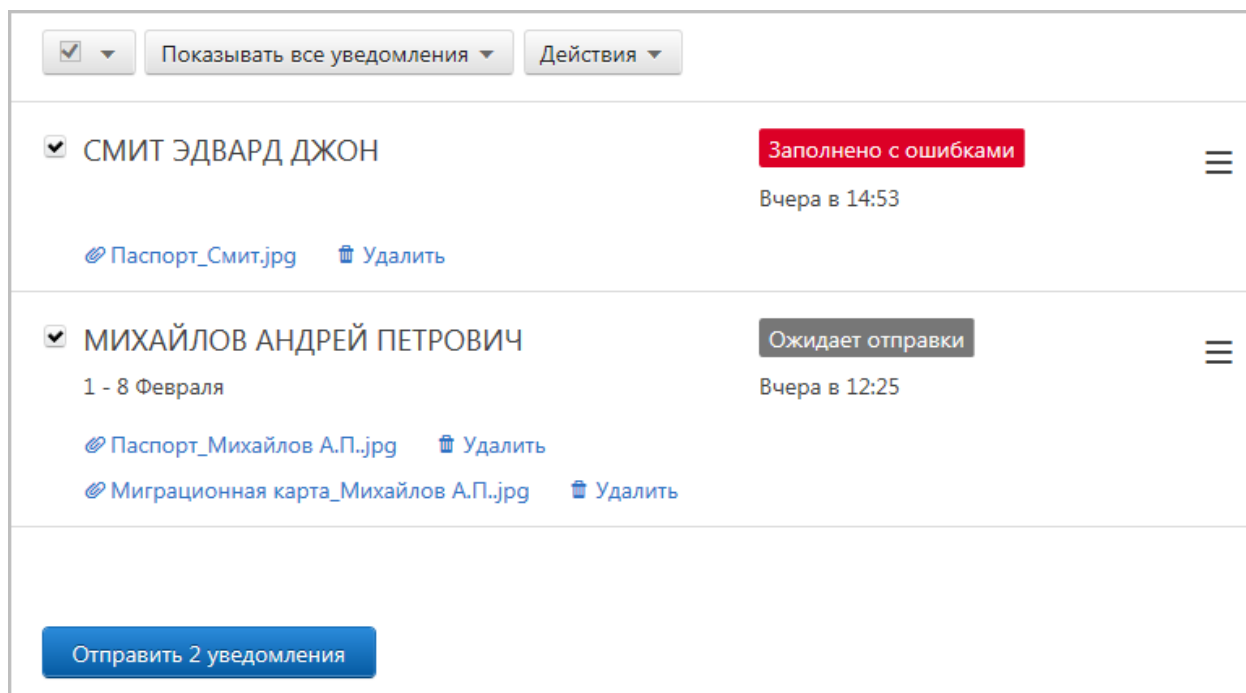 Показывать все уведомления Действия
СМИТ ЭДВАРД ДЖОН Заполнено с ошибками
Вчера в 14:53
Паспорт_Смит.jpg Удалить
МИХАЙЛОВ АНДРЕЙ ПЕТРОВИЧ Ожидает отправки
1 - 8 Февраля Вчера в 12:25
Паспорт_Михайлов А.П..jpg Удалить
Миграционная карта_Михайлов А.П..jpg Удалить
Отправить 2 уведомления